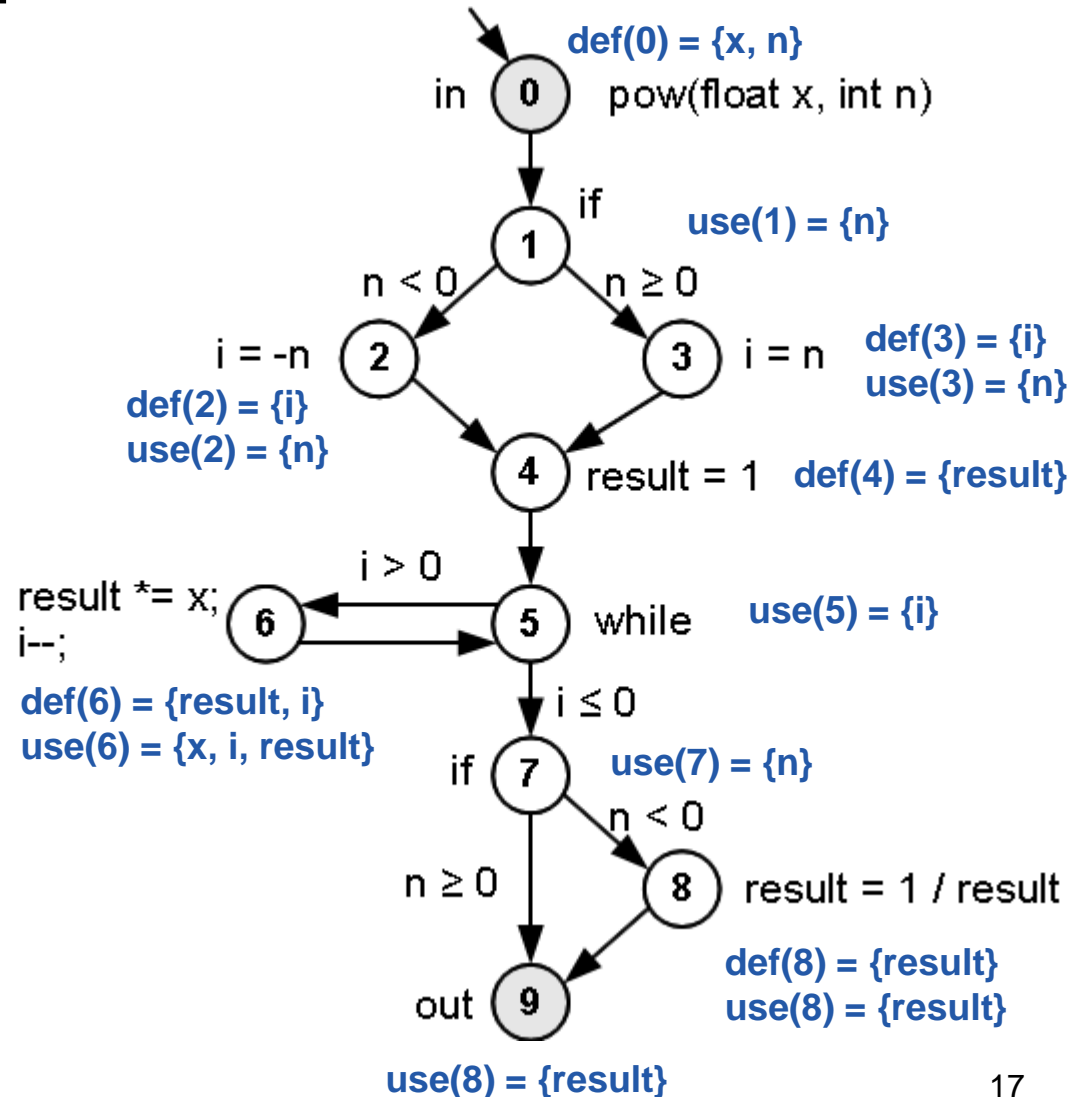 def(0) = {x, n}
in 0 pow(float x, int n)
if
1
use(1) = {n}
n < 0
n ≥ 0
i = -n 2
def(2) = {i}
use(2) = {n}
3 i = n
def(3) = {i}
use(3) = {n}
4 result = 1 def(4) = {result}
i > 0
result *= x;
i--;
6
5 while use(5) = {i}
def(6) = {result, i}
use(6) = {x, i, result}
i ≤ 0
if 7 use(7) = {n}
n < 0
n ≥ 0
8 result = 1 / result
def(8) = {result}
use(8) = {result}
out 9
use(8) = {result}
17